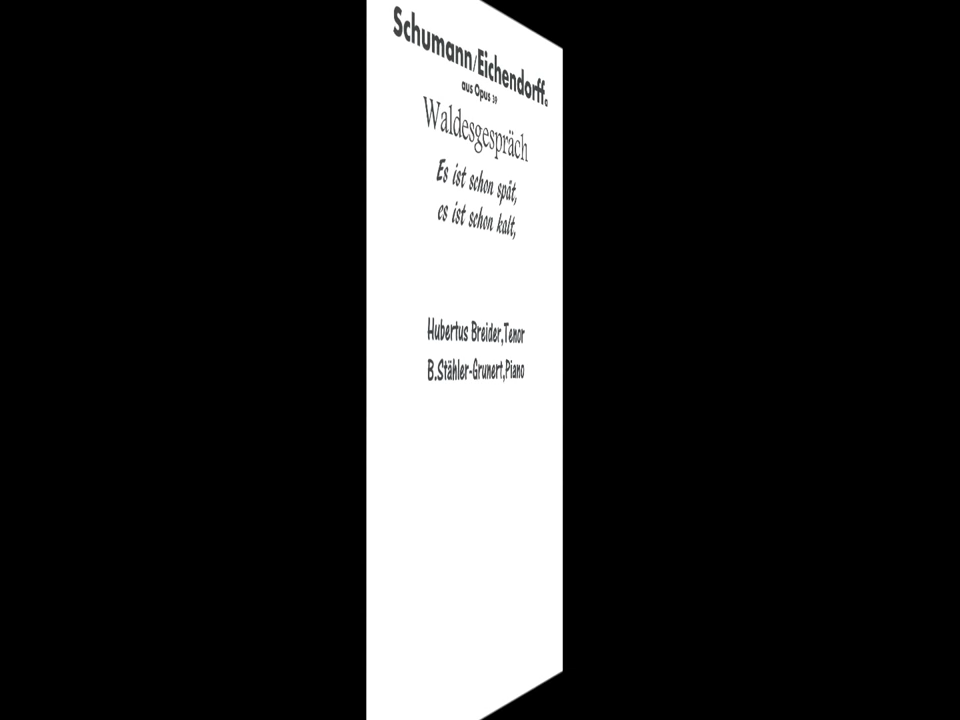 Schumann/Eichendorff
aus Opus 39
Waldesgespräch
Es ist schon spät,
es ist schon kalt,
Hubertus Breider,Tenor
B.Stähler-Grunert,Piano